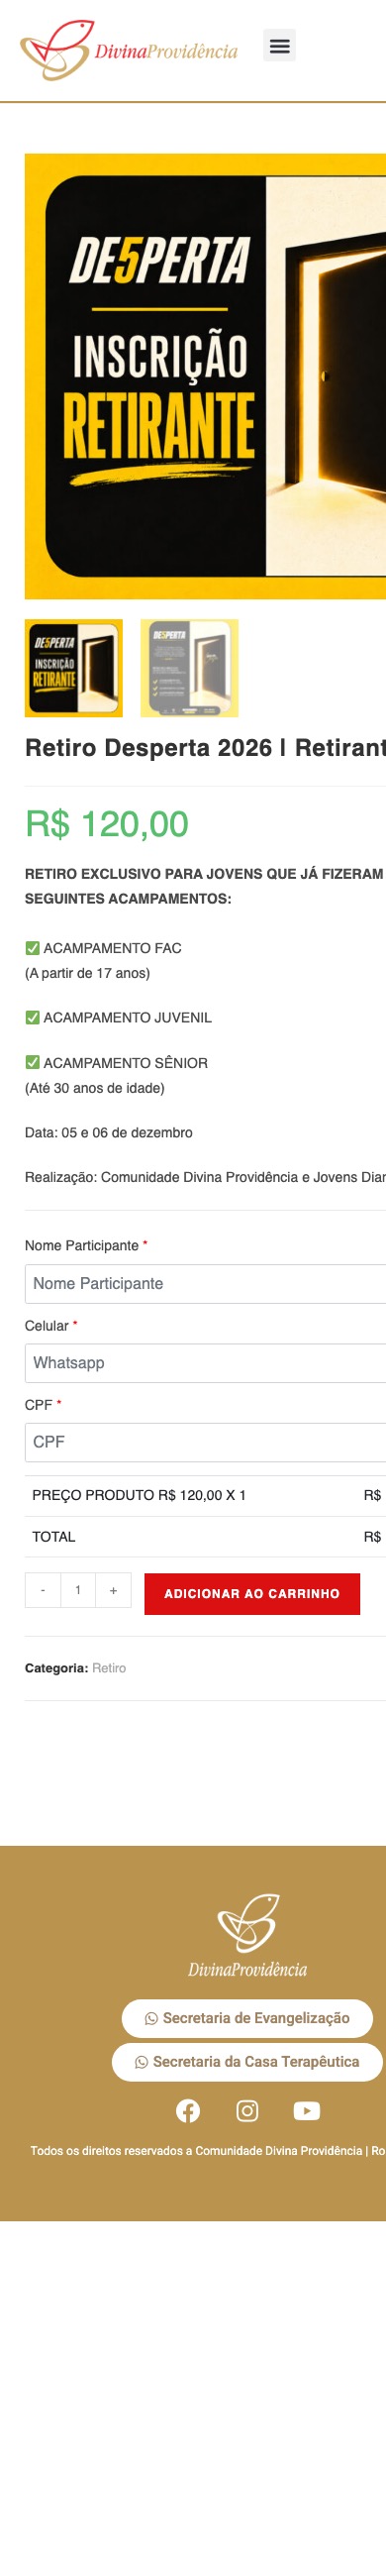 DivinaProvidência
DE5PERTA
INSCRIÇÃO
RETIRANTE
DE5PERTA
INSCRIÇÃO
RETIRANTE
DE5PERTA
Retiro Desperta 2026 | Retirant
R$ 120,00
RETIRO EXCLUSIVO PARA JOVENS QUE JÁ FIZERAM
SEGUINTES ACAMPAMENTOS:
✅ ACAMPAMENTO FAC
(A partir de 17 anos)
✅ ACAMPAMENTO JUVENIL
✅ ACAMPAMENTO SÊNIOR
(Até 30 anos de idade)
Data: 05 e 06 de dezembro
Realização: Comunidade Divina Providência e Jovens Diar
Nome Participante *
Nome Participante
Celular *
Whatsapp
CPF *
CPF
PREÇO PRODUTO R$ 120,00 X 1 R$
TOTAL R$
- 1 + ADICIONAR AO CARRINHO
Categoria: Retiro
DivinaProvidência
Secretaria de Evangelização
Secretaria da Casa Terapêutica
Todos os direitos reservados a Comunidade Divina Providência | Ro